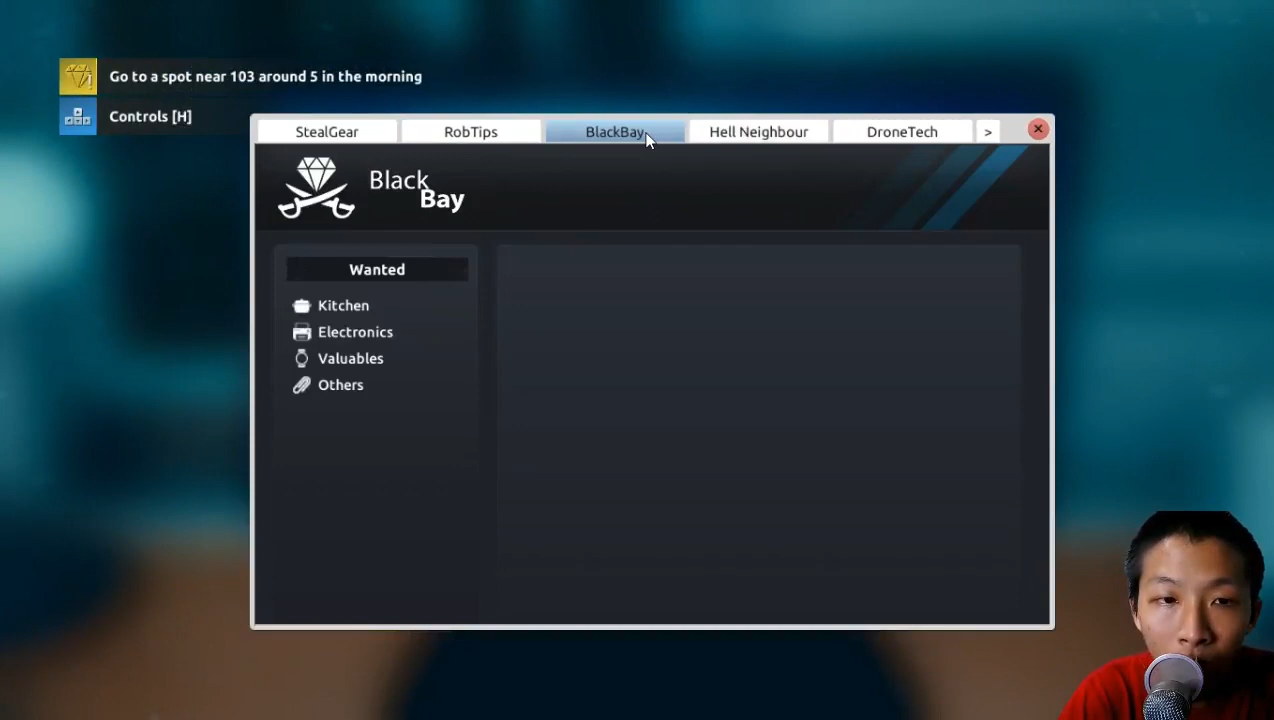 Go to a spot near 103 around 5 in the morning
Controls [H]
StealGear RobTips BlackBay Hell Neighbour DroneTech >
Black
Bay
Wanted
Kitchen
Electronics
Valuables
Others